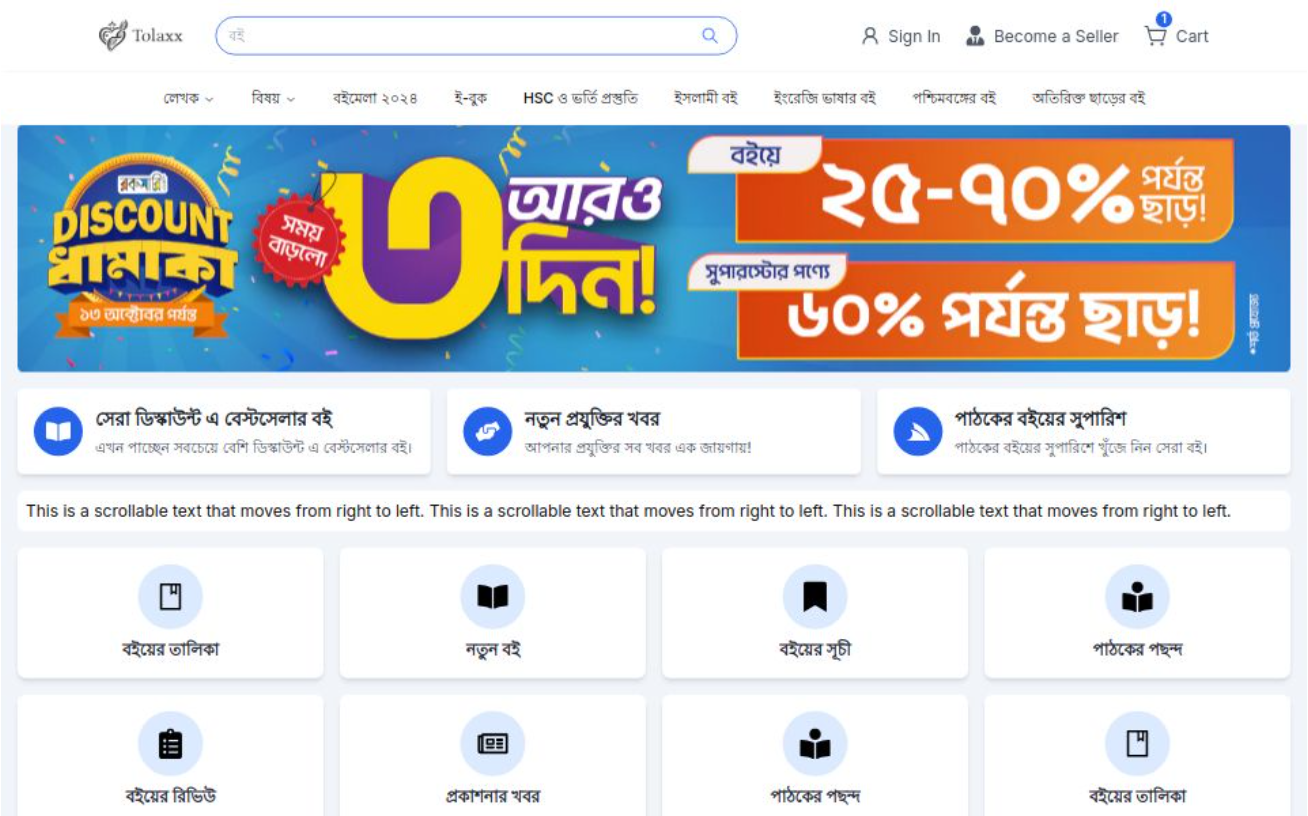 Tolaxx
বই
Sign In
Become a Seller
1
Cart
লেখক
বিষয়
বইমেলা ২০২৪
ই-বুক
HSC ও ভর্তি প্রস্তুতি
ইসলামী বই
ইংরেজি ভাষার বই
পশ্চিমবঙ্গের বই
অতিরিক্ত ছাড়ের বই
রকমারি
DISCOUNT
ধামাকা
১৩ অক্টোবর পর্যন্ত
সময়
বাড়লো
৩
আরও
দিন!
বইয়ে
২৫-৭০%
পর্যন্ত
ছাড়!
সুপারস্টোর পণ্যে
৬০% পর্যন্ত ছাড়!
*শর্ত প্রযোজ্য
সেরা ডিস্কাউন্ট এ বেস্টসেলার বই
এখন পাচ্ছেন সবচেয়ে বেশি ডিস্কাউন্ট এ বেস্টসেলার বই।
নতুন প্রযুক্তির খবর
আপনার প্রযুক্তির সব খবর এক জায়গায়!
পাঠকের বইয়ের সুপারিশ
পাঠকের বইয়ের সুপারিশে খুঁজে নিন সেরা বই।
This is a scrollable text that moves from right to left. This is a scrollable text that moves from right to left. This is a scrollable text that moves from right to left.
বইয়ের তালিকা
নতুন বই
বইয়ের সূচী
পাঠকের পছন্দ
বইয়ের রিভিউ
প্রকাশনার খবর
পাঠকের পছন্দ
বইয়ের তালিকা